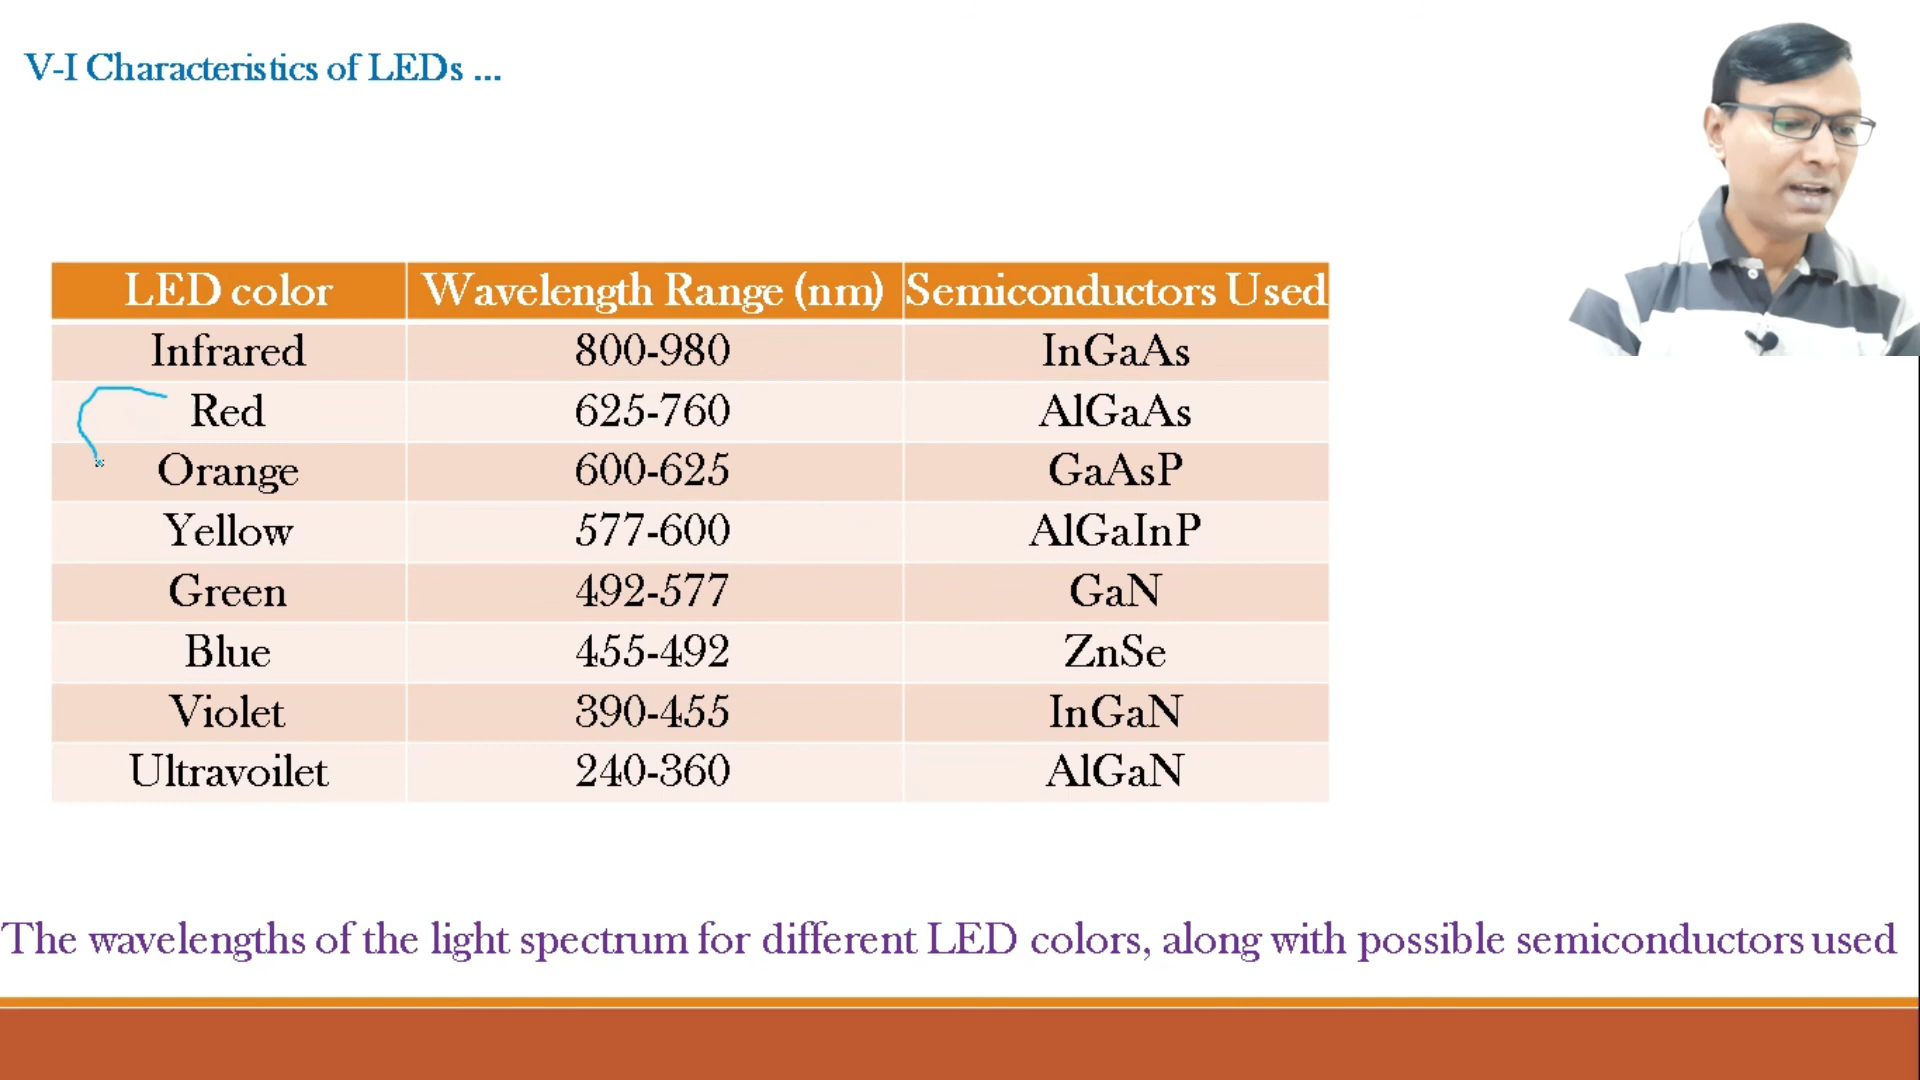 V-I Characteristics of LEDs ...
LED color Wavelength Range (nm) Semiconductors Used
Infrared 800-980 InGaAs
Red 625-760 AlGaAs
Orange 600-625 GaAsP
Yellow 577-600 AlGaInP
Green 492-577 GaN
Blue 455-492 ZnSe
Violet 390-455 InGaN
Ultravoilet 240-360 AlGaN
The wavelengths of the light spectrum for different LED colors, along with possible semiconductors used